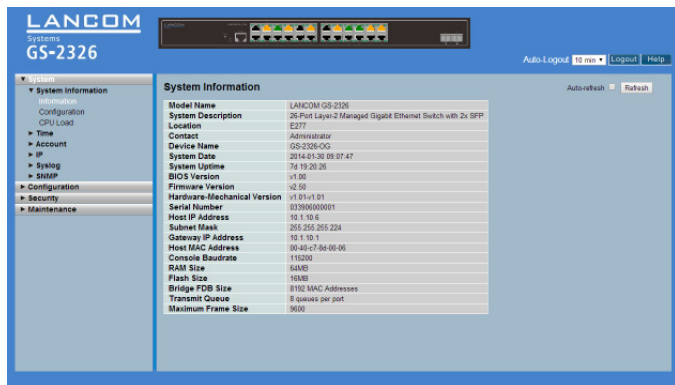 LANCOM
Systems
GS-2326
LANCOM
Auto-Logout 10 min Logout Help
System
System Information
Information
Configuration
CPU Load
Time
Account
IP
Syslog
SNMP
Configuration
Security
Maintenance
System Information
Auto-refresh Refresh
Model Name LANCOM GS-2326
System Description 26-Port Layer-2 Managed Gigabit Ethernet Switch with 2x SFP
Location E277
Contact Administrator
Device Name GS-2326-OG
System Date 2014-01-30 09:07:47
System Uptime 7d 19:20:26
BIOS Version v1.00
Firmware Version v2.50
Hardware-Mechanical Version v1.01-v1.01
Serial Number 033906000001
Host IP Address 10.1.10.6
Subnet Mask 255.255.255.224
Gateway IP Address 10.1.10.1
Host MAC Address 00-40-c7-8d-00-06
Console Baudrate 115200
RAM Size 64MB
Flash Size 16MB
Bridge FDB Size 8192 MAC Addresses
Transmit Queue 8 queues per port
Maximum Frame Size 9600